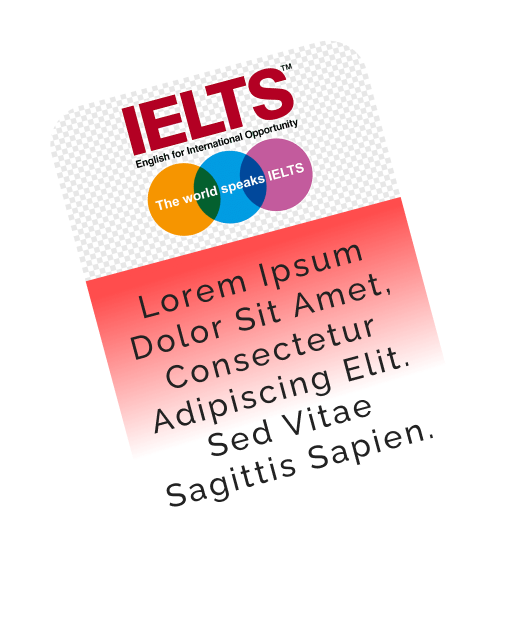 IELTS™
English for International Opportunity
The world speaks IELTS
Lorem Ipsum
Dolor Sit Amet,
Consectetur
Adipiscing Elit.
Sed Vitae
Sagittis Sapien.